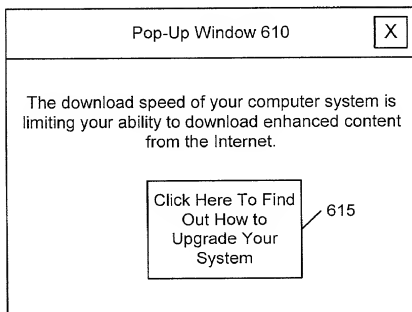 Pop-Up Window 610
X
The download speed of your computer system is
limiting your ability to download enhanced content
from the Internet.
Click Here To Find
Out How to
Upgrade Your
System
615